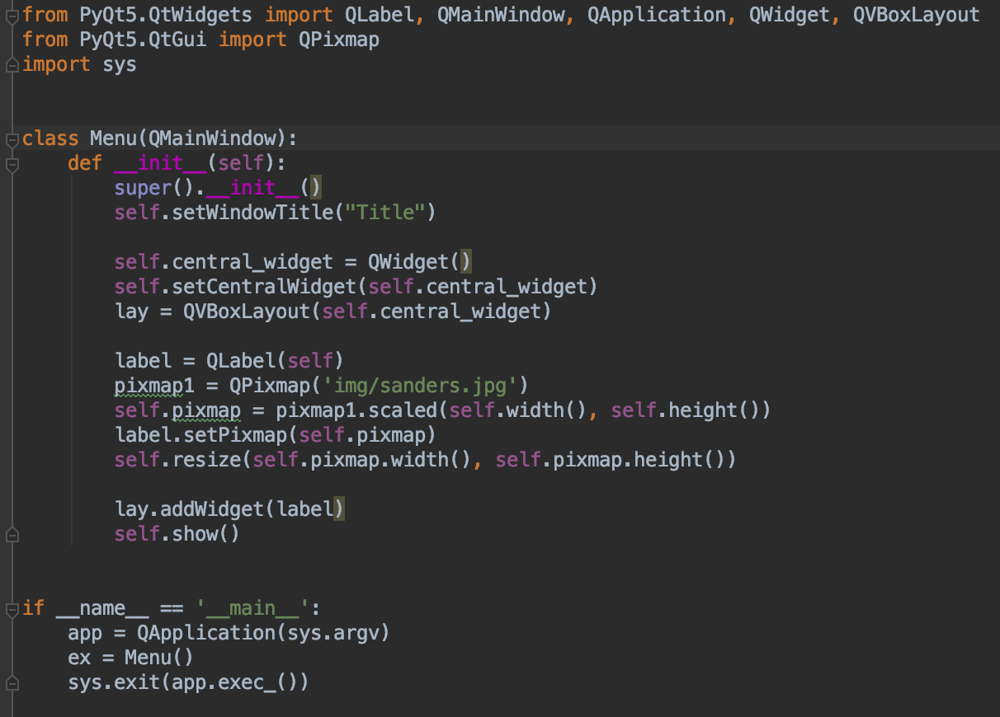 from PyQt5.QtWidgets import QLabel, QMainWindow, QApplication, QWidget, QVBoxLayout
from PyQt5.QtGui import QPixmap
import sys


class Menu(QMainWindow):
    def __init__(self):
        super().__init__()
        self.setWindowTitle("Title")

        self.central_widget = QWidget()
        self.setCentralWidget(self.central_widget)
        lay = QVBoxLayout(self.central_widget)

        label = QLabel(self)
        pixmap1 = QPixmap('img/sanders.jpg')
        self.pixmap = pixmap1.scaled(self.width(), self.height())
        label.setPixmap(self.pixmap)
        self.resize(self.pixmap.width(), self.pixmap.height())

        lay.addWidget(label)
        self.show()


if __name__ == '__main__':
    app = QApplication(sys.argv)
    ex = Menu()
    sys.exit(app.exec_())